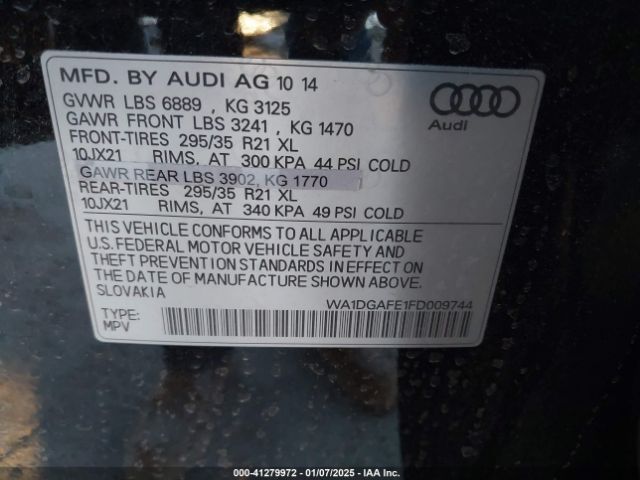 MFD. BY AUDI AG 10 14
GVWR LBS 6889 , KG 3125
GAWR FRONT LBS 3241 , KG 1470
FRONT-TIRES 295/35 R21 XL
10JX21 RIMS, AT 300 KPA 44 PSI COLD
GAWR REAR LBS 3902, KG 1770
REAR-TIRES 295/35 R21 XL
10JX21 RIMS, AT 340 KPA 49 PSI COLD
Audi
THIS VEHICLE CONFORMS TO ALL APPLICABLE
U.S. FEDERAL MOTOR VEHICLE SAFETY AND
THEFT PREVENTION STANDARDS IN EFFECT ON
THE DATE OF MANUFACTURE SHOWN ABOVE.
SLOVAKIA
WA1DGAFE1FD009744
TYPE:
MPV
000-41279972 - 01/07/2025 - IAA Inc.